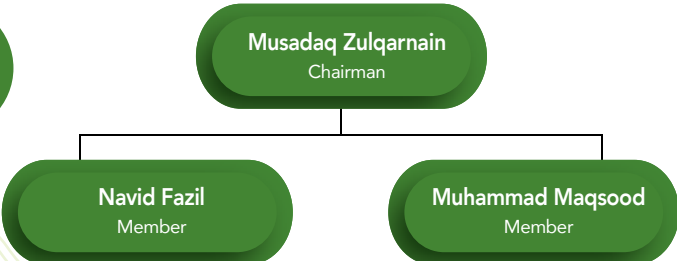 Musadaq Zulqarnain
Chairman
Navid Fazil
Member
Muhammad Maqsood
Member